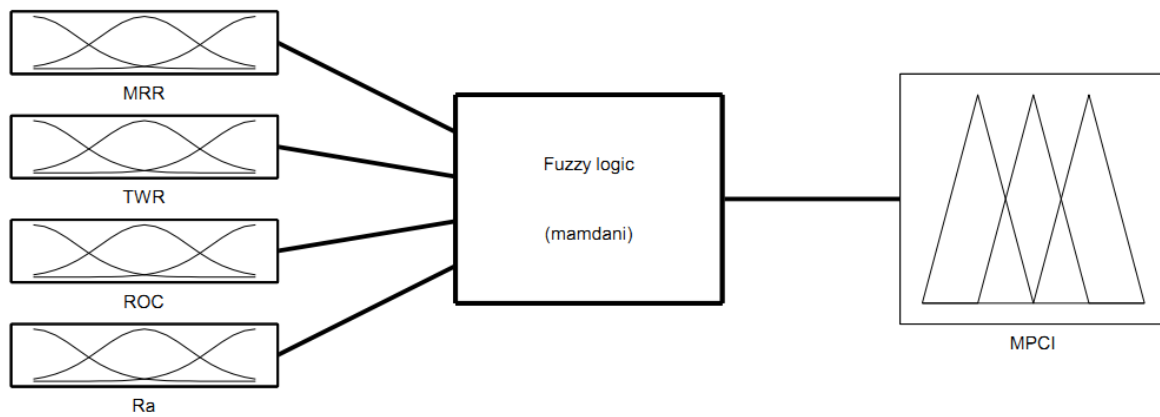 MRR
TWR
ROC
Ra
Fuzzy logic
(mamdani)
MPCI